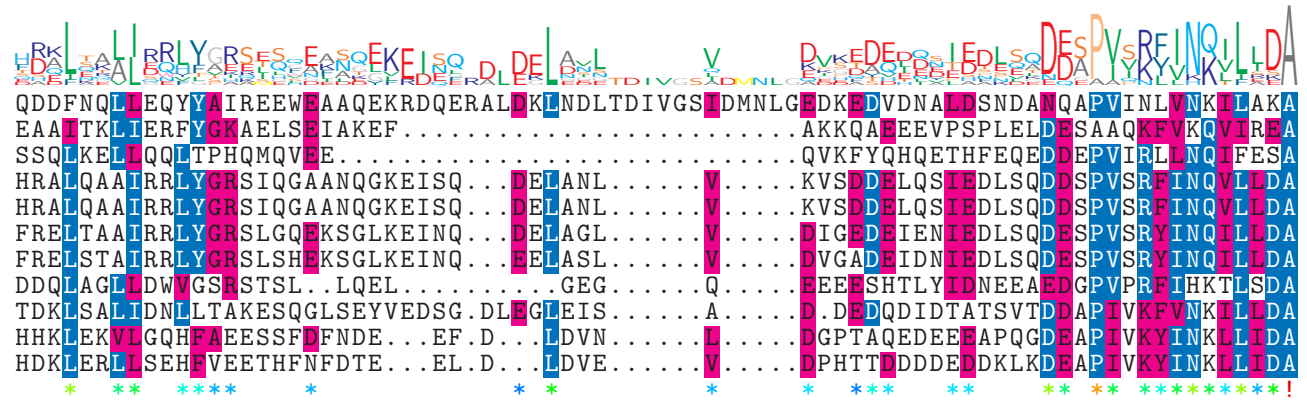 QDDFNQLLEQYYAIREEWEAAQEKRDQERALDKLNDLTDIVGSIDMNLGEDKEDVDNALDSNDANQAPVINLVNKILAKA
EAAITKLIERFYGKAELSEIAKEF.........................AKKQAEEEVPSPLELDESAAQKFVKQVIREA
SSQLKELLQQLTPHQMQVEE.............................QVKFYQHQETHFEQEDDEPVIRLLNQIFESA
HRALQAAIRRLYGRSIQGAANQGKEISQ...DELANL......V.....KVSDDELQSIEDLSQDDSPVSRFINQVLLDA
HRALQAAIRRLYGRSIQGAANQGKEISQ...DELANL......V.....KVSDDELQSIEDLSQDDSPVSRFINQVLLDA
FRELTAAIRRLYGRSLGQEKSGLKEINQ...DELAGL......V.....DIGEDEIENIEDLSQDESPVSRYINQILLDA
FRELSTAIRRLYGRSLSHEKSGLKEINQ...EELASL......V.....DVGADEIDNIEDLSQDESPVSRYINQILLDA
DDQLAGLLDWVGSRSTSL..LQEL..........GEG......Q.....EEEESHTLYIDNEEAEDGPVPRFIHKTLSDA
TDKLSALIDNLLTAKESQGLSEYVEDSG.DLEGLEIS......A.....D.DEDQDIDTATSVTDDAPIVKFVNKILLDA
HHKLEKVLGQHFAEESSFDFNDE...EF.D...LDVN......L.....DGPTAQEDEEEAPQGDEAPIVKYINKLLIDA
HDKLERLLSEHFVEETHFNFDTE...EL.D...LDVE......V.....DPHTTDDDDEDDKLKDEAPIVKYINKLLIDA